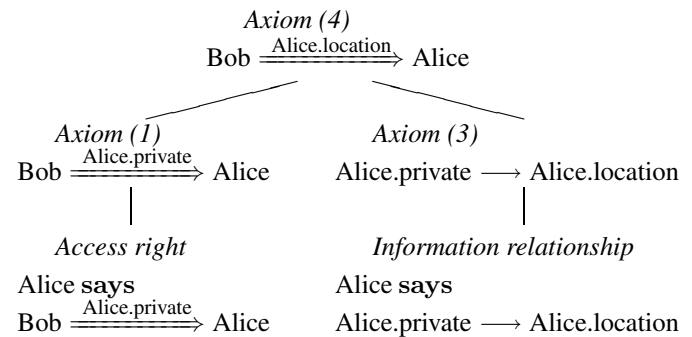 Axiom (4)
Bob Alice.location⟹ Alice
Axiom (1) Axiom (3)
Bob Alice.private⟹ Alice Alice.private ⟶ Alice.location
Access right Information relationship
Alice says Alice says
Bob Alice.private⟹ Alice Alice.private ⟶ Alice.location